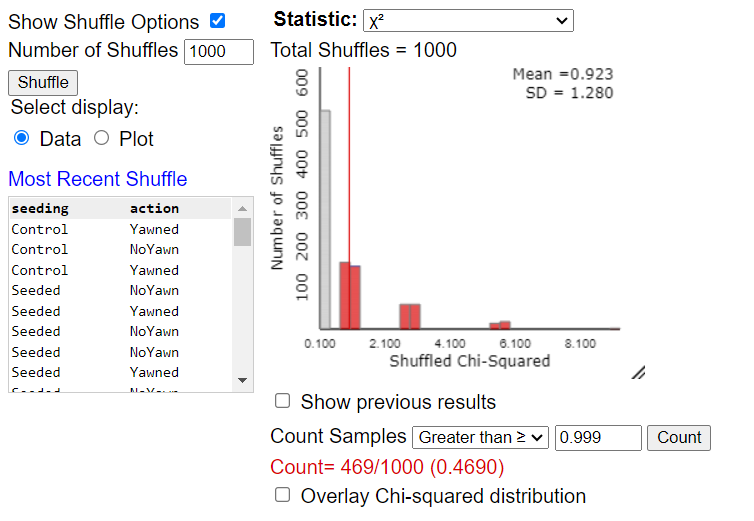 Show Shuffle Options
Number of Shuffles 1000
Shuffle
Select display:
Data Plot
Most Recent Shuffle
seeding action
Control Yawned
Control NoYawn
Control Yawned
Seeded NoYawn
Seeded Yawned
Seeded NoYawn
Seeded NoYawn
Seeded Yawned
Statistic: χ²
Total Shuffles = 1000
Mean =0.923
SD = 1.280
Number of Shuffles
600
500
400
300
200
100
0.100 2.100 4.100 6.100 8.100
Shuffled Chi-Squared
Show previous results
Count Samples Greater than ≥ 0.999 Count
Count= 469/1000 (0.4690)
Overlay Chi-squared distribution